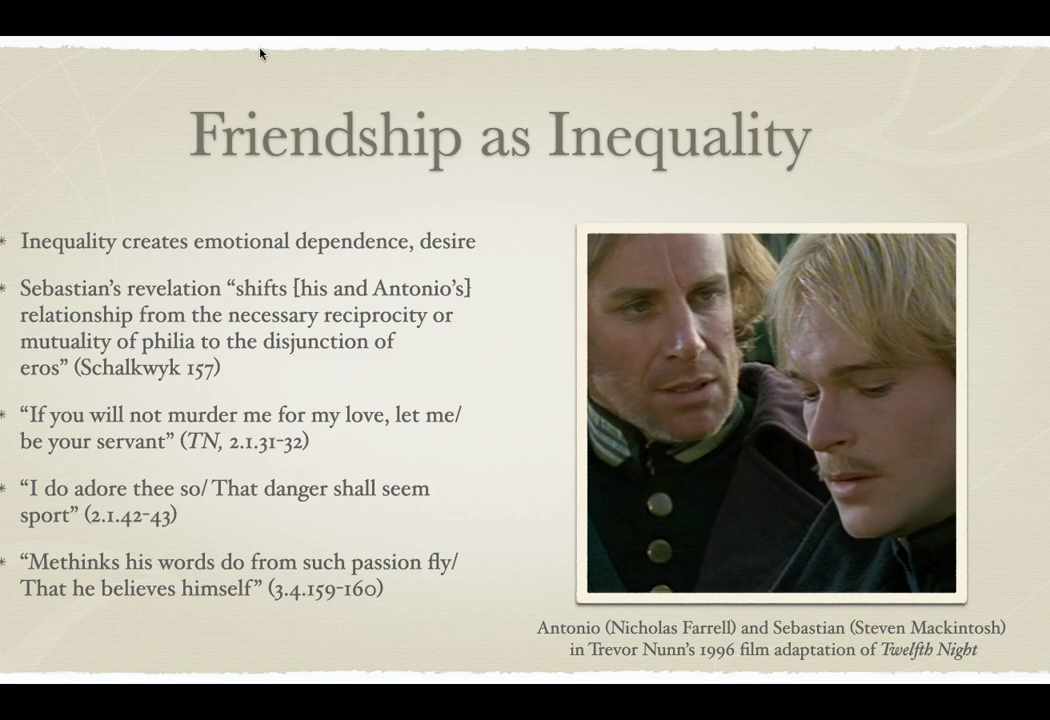 Friendship as Inequality
* Inequality creates emotional dependence, desire
* Sebastian’s revelation “shifts [his and Antonio’s]
relationship from the necessary reciprocity or
mutuality of philia to the disjunction of
eros” (Schalkwyk 157)
* “If you will not murder me for my love, let me/
be your servant” (TN, 2.1.31-32)
* “I do adore thee so/ That danger shall seem
sport” (2.1.42-43)
* “Methinks his words do from such passion fly/
That he believes himself” (3.4.159-160)
Antonio (Nicholas Farrell) and Sebastian (Steven Mackintosh)
in Trevor Nunn’s 1996 film adaptation of Twelfth Night